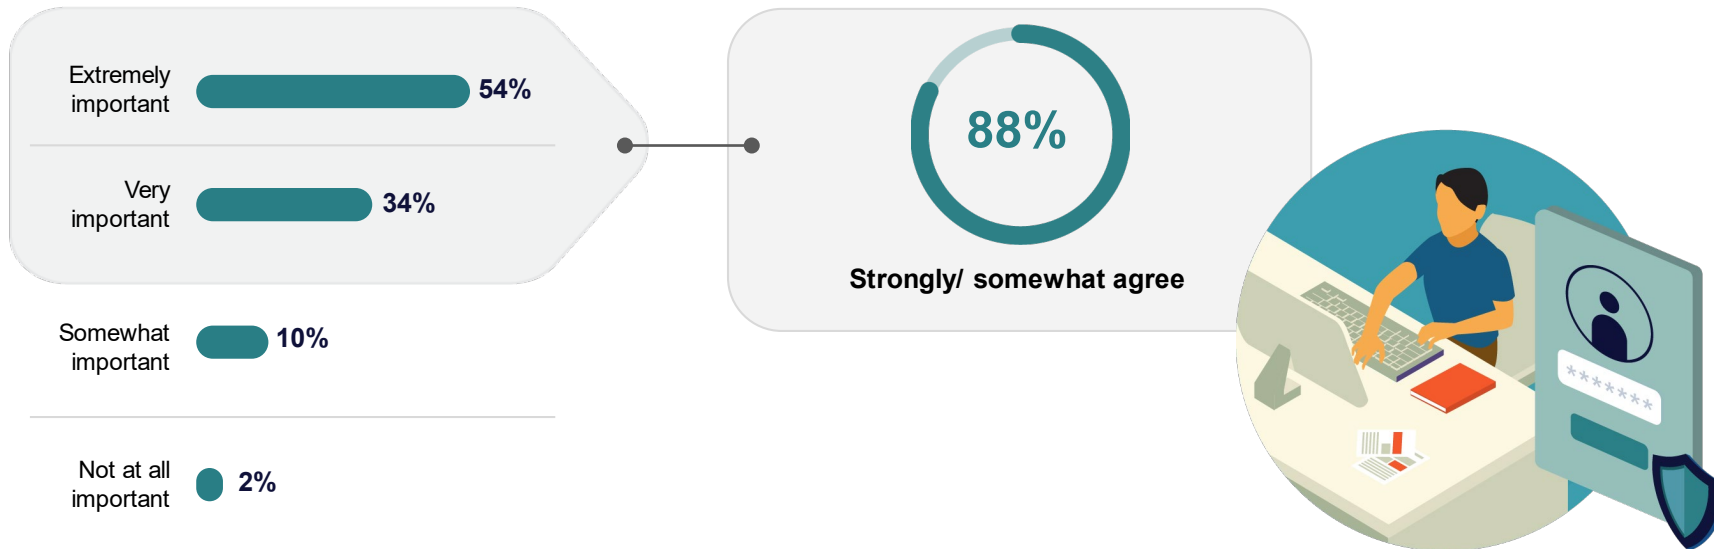 Extremely
important
54%
Very
important
34%
Somewhat
important
10%
Not at all
important
2%
88%
Strongly/ somewhat agree
*******